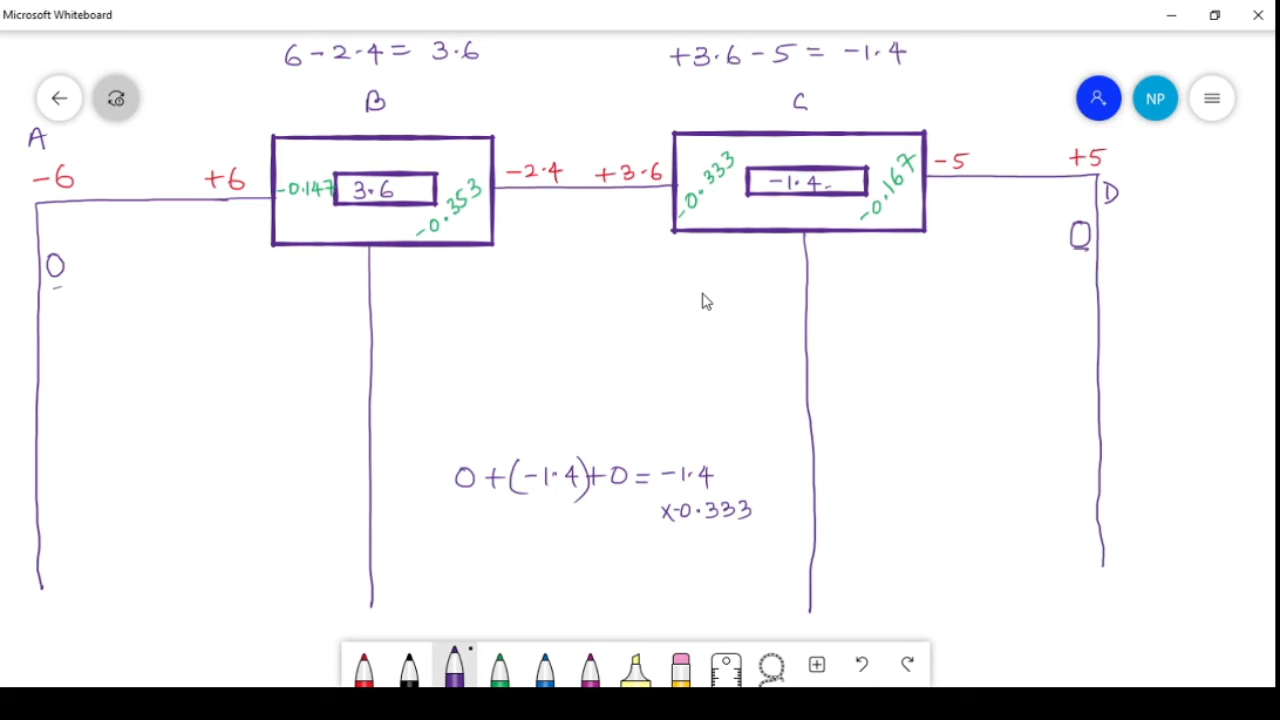 Microsoft Whiteboard
6 - 2.4 = 3.6
+3.6 - 5 = -1.4
B
C
NP
A
-6
+6
-0.147
3.6
-0.353
-2.4
+3.6
-0.333
-1.4
-0.167
-5
+5
D
0
0
0+(-1.4)+0 = -1.4
x-0.333